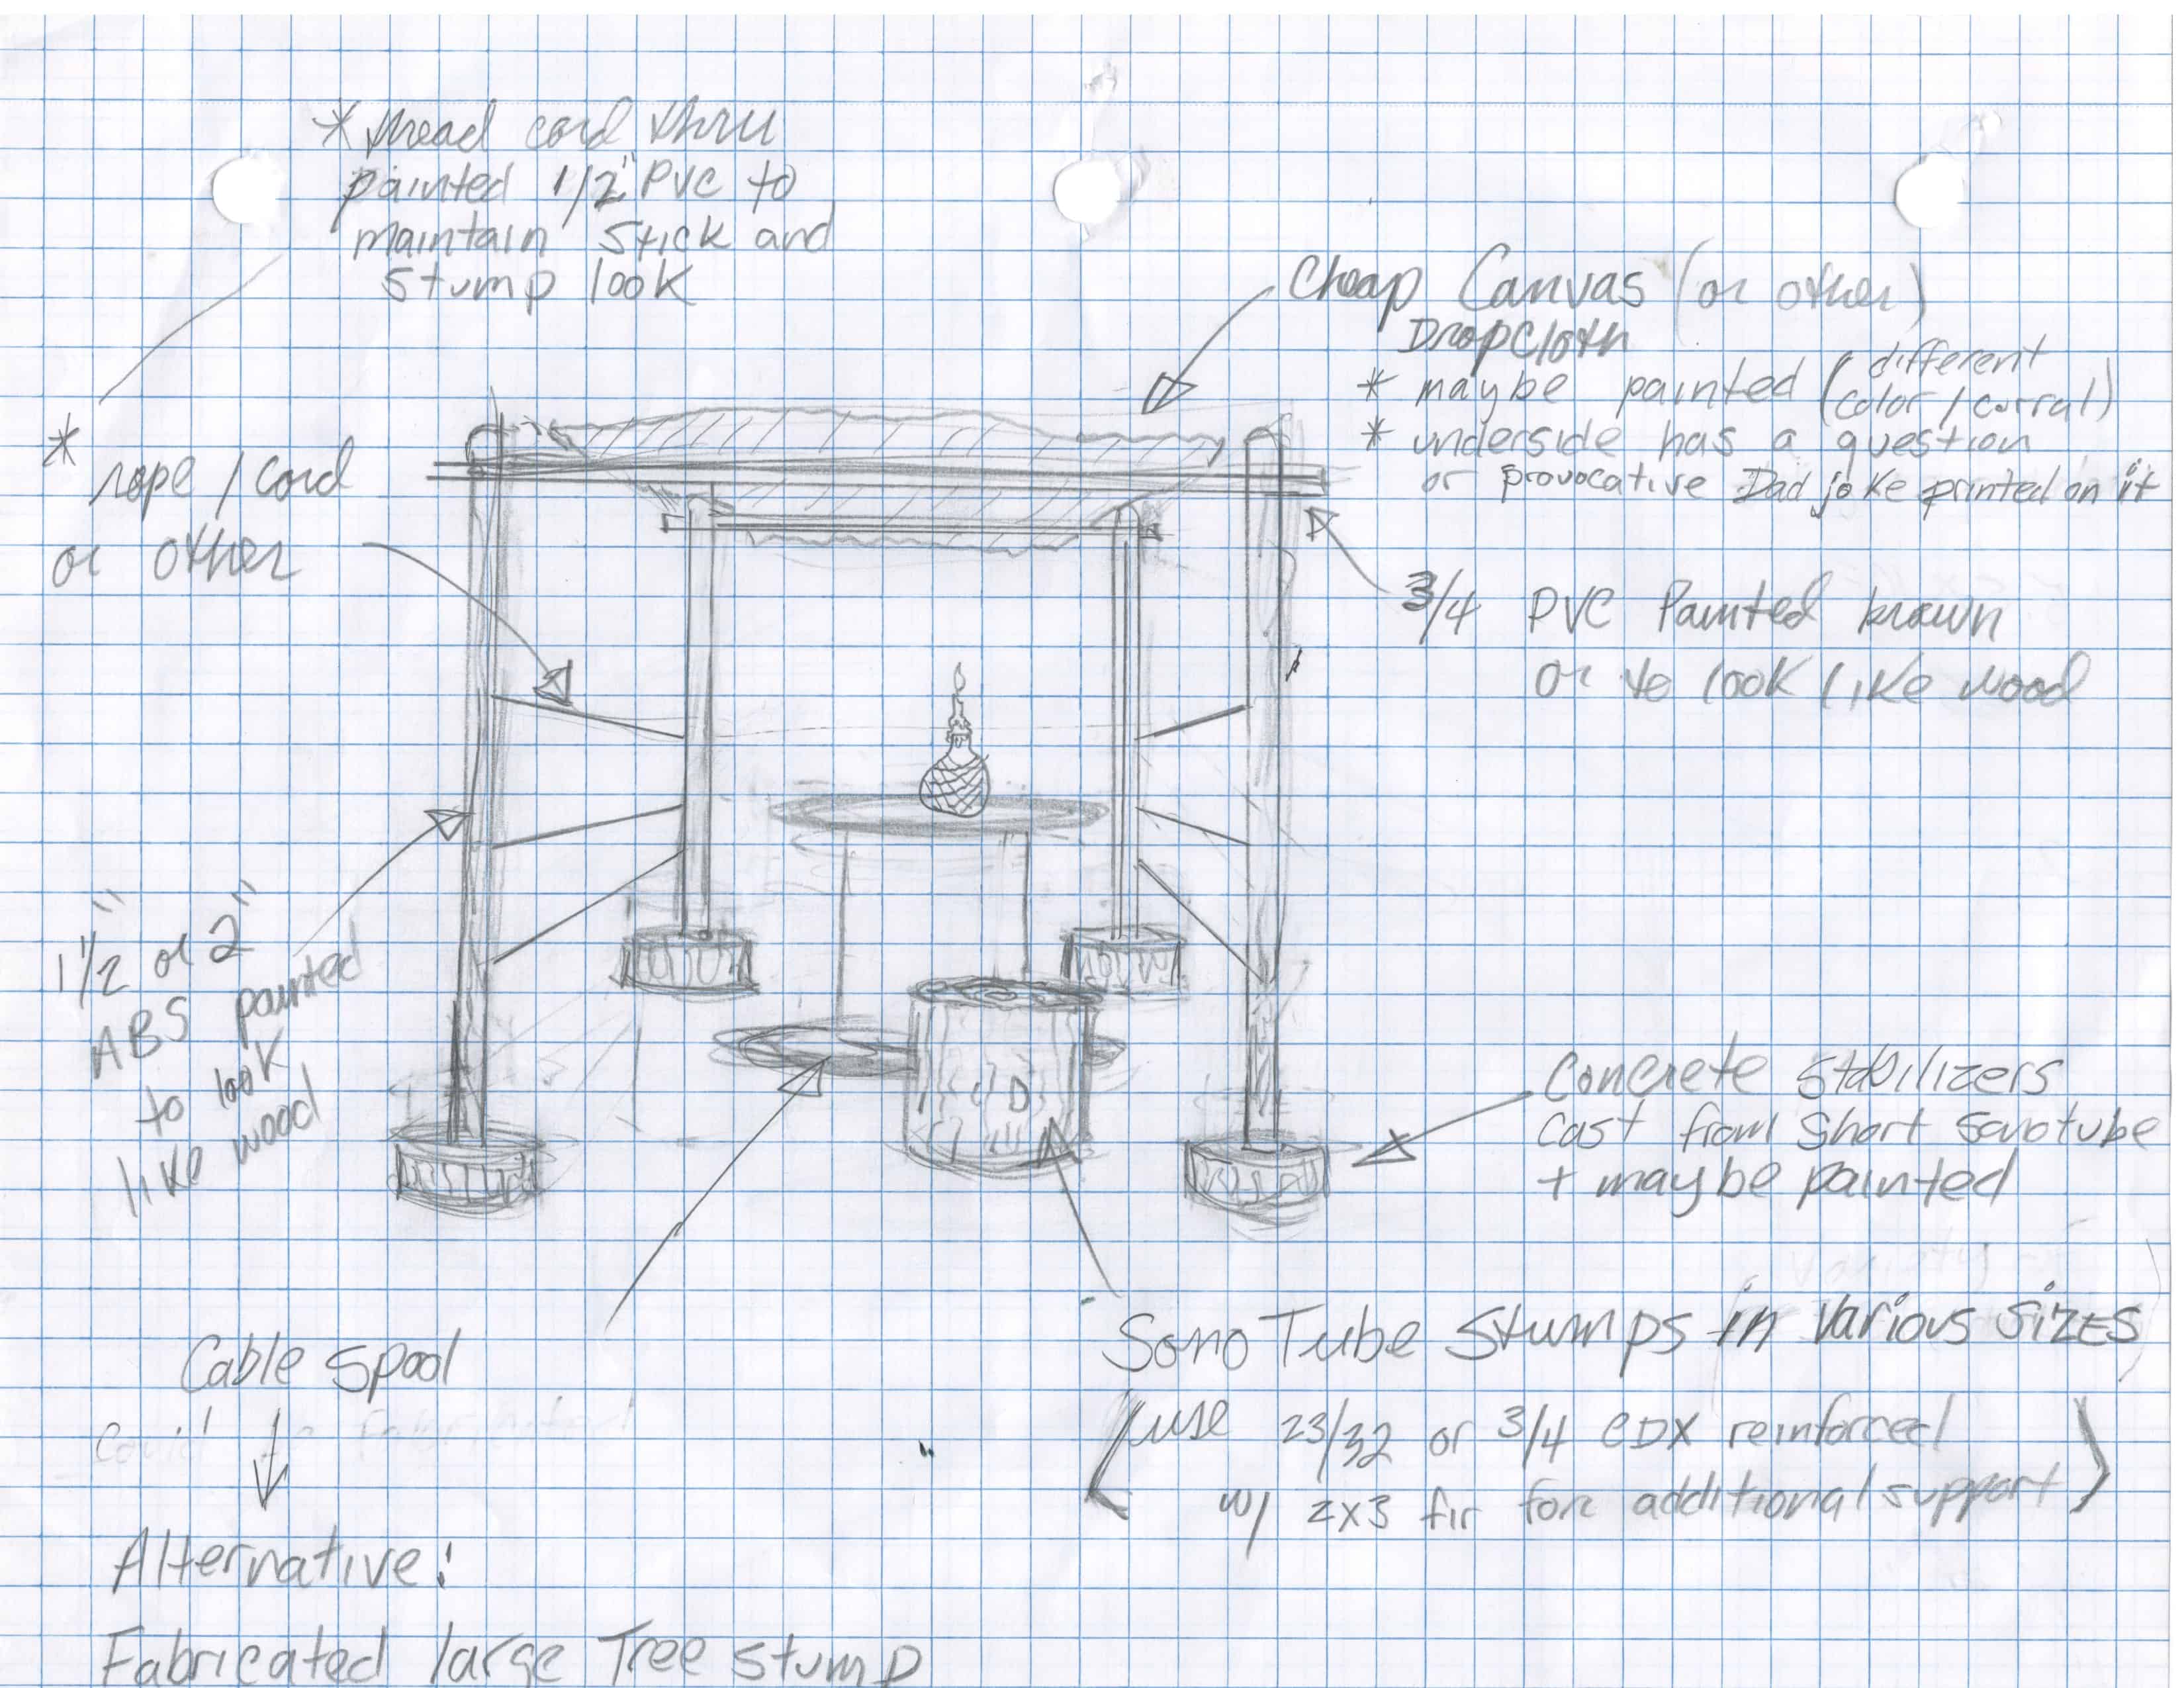 * thread cord thru
painted 1/2" PVC to
maintain stick and
stump look
Cheap Canvas (or other)
DropCloth
* maybe painted (different
color / corral)
* underside has a question
or provocative Dad joke printed on it
* rope / cord
or other
3/4 PVC Painted brown
or to look like wood
1 1/2" or 2"
ABS painted
to look
like wood
Concrete Stabilizers
cast from Short Sonotube
+ maybe painted
Cable Spool
Could be fabricated
Alternative:
Fabricated large Tree stump
variety
Sono Tube Stumps in various sizes
(use 23/32 or 3/4 CDX reinforced
w/ 2x3 fir for additional support)